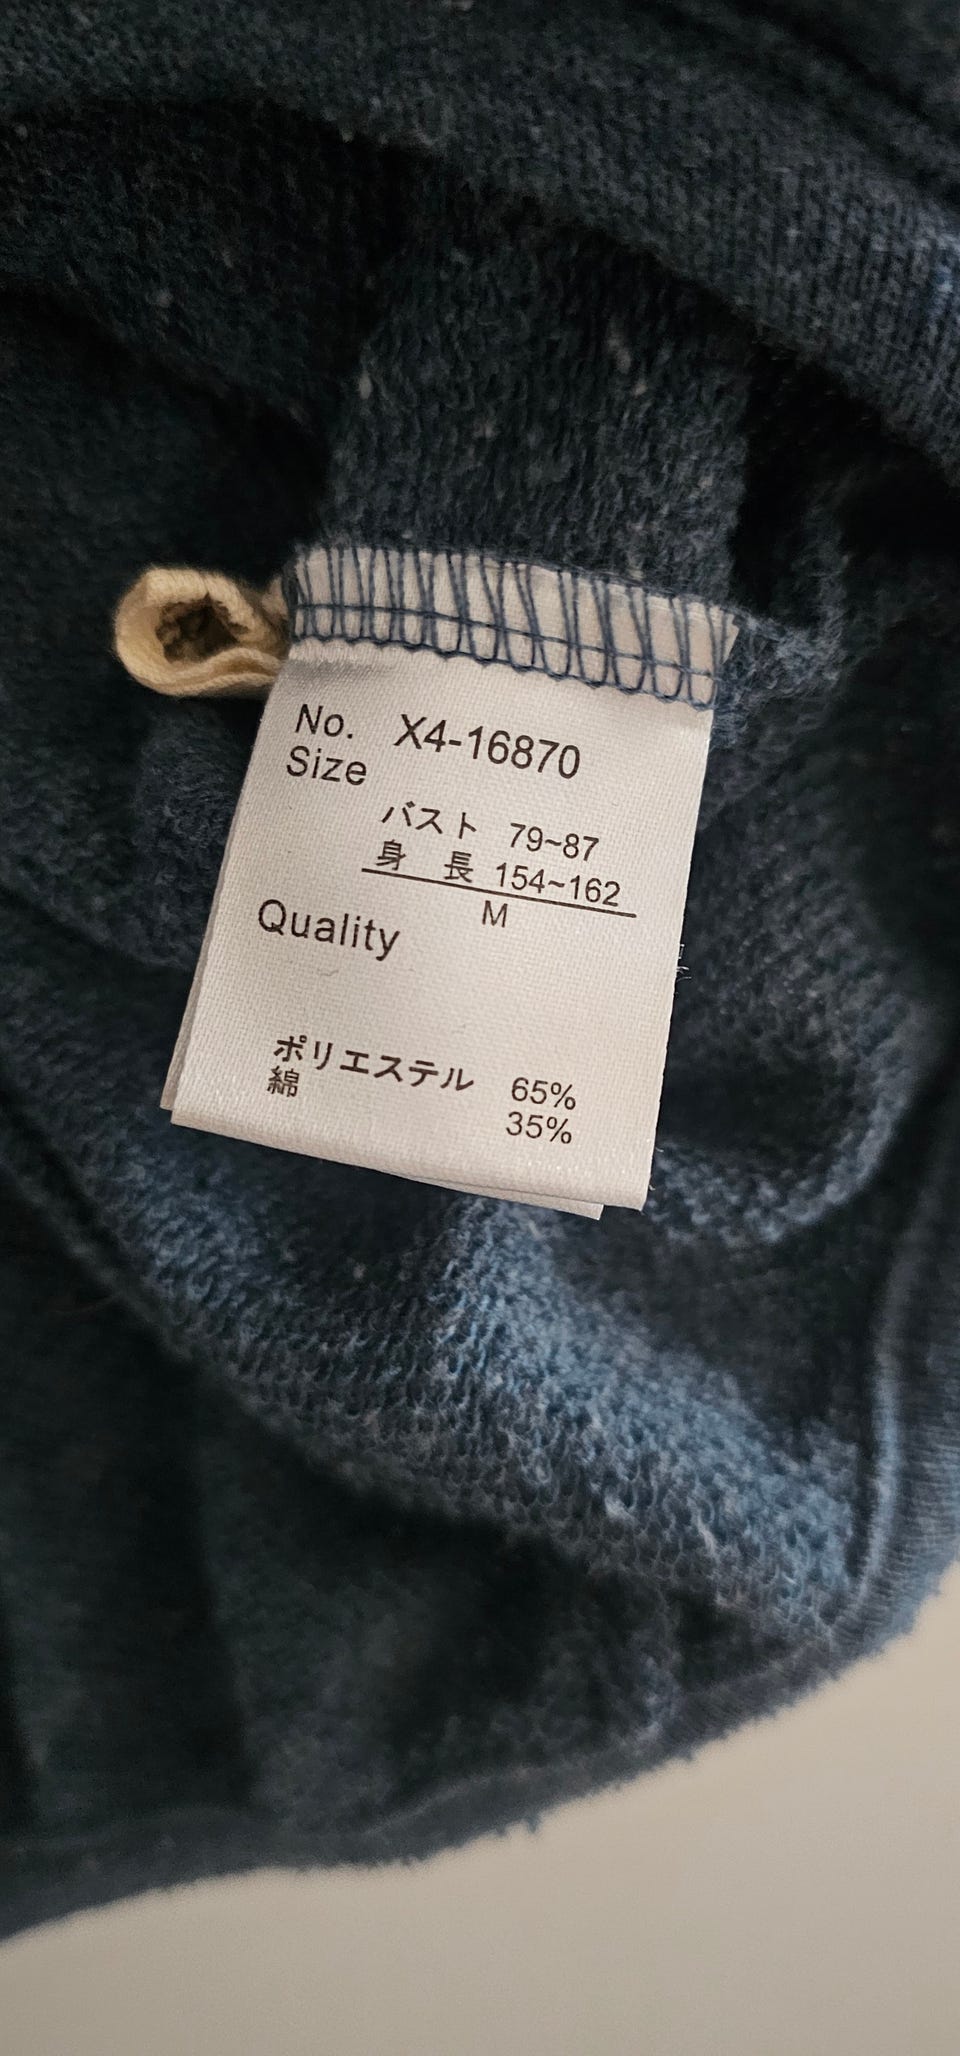 No. X4-16870
Size
バスト 79~87
身長 154~162
M
Quality
ポリエステル 65%
綿 35%